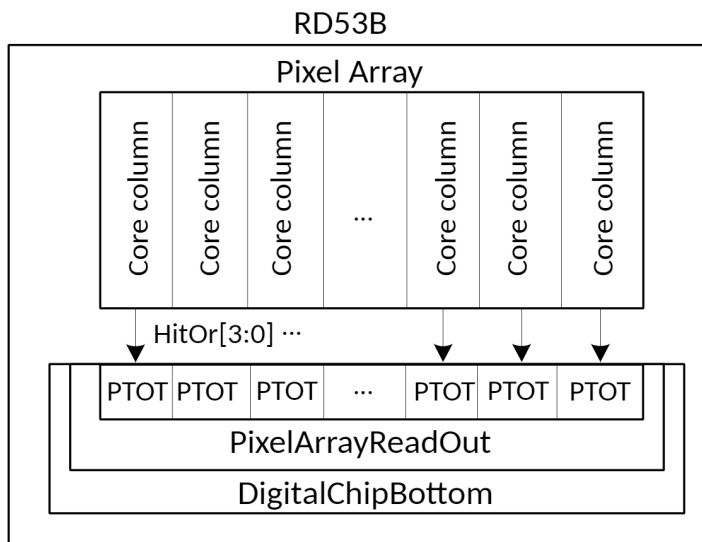 RD53B
Pixel Array
Core column Core column Core column ... Core column Core column Core column
HitOr[3:0] ...
PTOT PTOT PTOT ... PTOT PTOT PTOT
PixelArrayReadOut
DigitalChipBottom